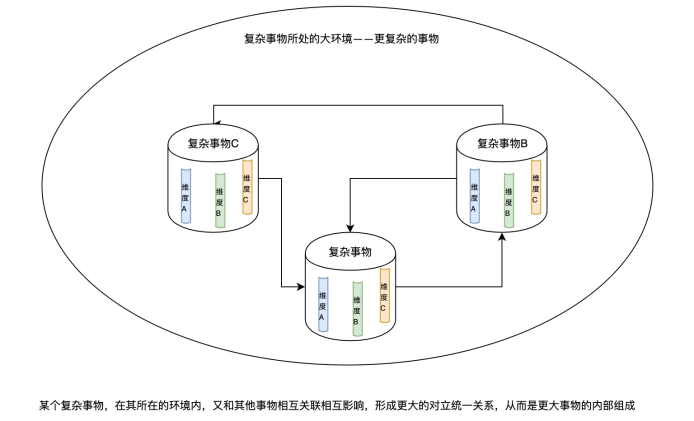 复杂事物所处的大环境——更复杂的事物
复杂事物C
维度A
维度B
维度C
复杂事物B
维度A
维度B
维度C
复杂事物
维度A
维度B
维度C
某个复杂事物，在其所在的环境内，又和其他事物相互关联相互影响，形成更大的对立统一关系，从而是更大事物的内部组成